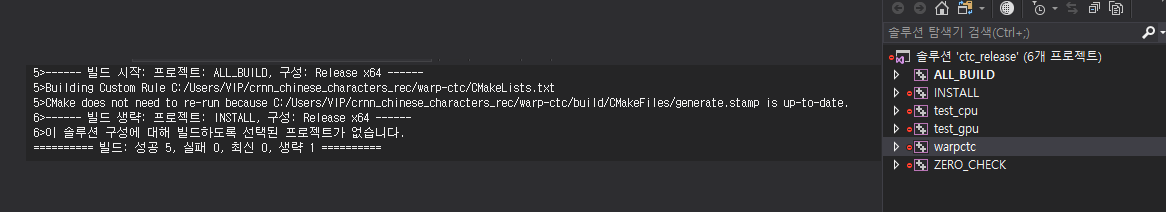 5>------ 빌드 시작: 프로젝트: ALL_BUILD, 구성: Release x64 ------
5>Building Custom Rule C:/Users/VIP/crnn_chinese_characters_rec/warp-ctc/CMakeLists.txt
5>CMake does not need to re-run because C:/Users/VIP/crnn_chinese_characters_rec/warp-ctc/build/CMakeFiles/generate.stamp is up-to-date.
6>------ 빌드 생략: 프로젝트: INSTALL, 구성: Release x64 ------
6>이 솔루션 구성에 대해 빌드하도록 선택된 프로젝트가 없습니다.
========== 빌드: 성공 5, 실패 0, 최신 0, 생략 1 ==========
솔루션 탐색기 검색(Ctrl+;)
솔루션 'ctc_release' (6개 프로젝트)
ALL_BUILD
INSTALL
test_cpu
test_gpu
warpctc
ZERO_CHECK